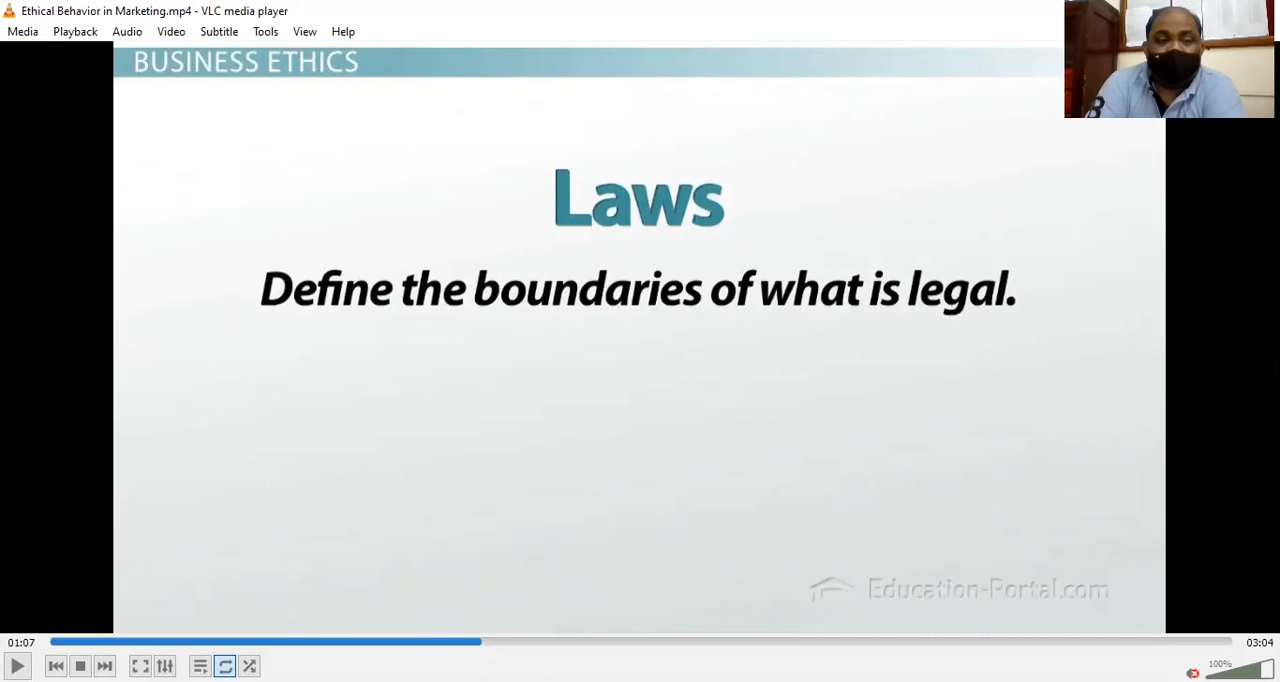 Ethical Behavior in Marketing.mp4 - VLC media player
Media Playback Audio Video Subtitle Tools View Help
BUSINESS ETHICS
Laws
Define the boundaries of what is legal.
Education-Portal.com
01:07 03:04
100%